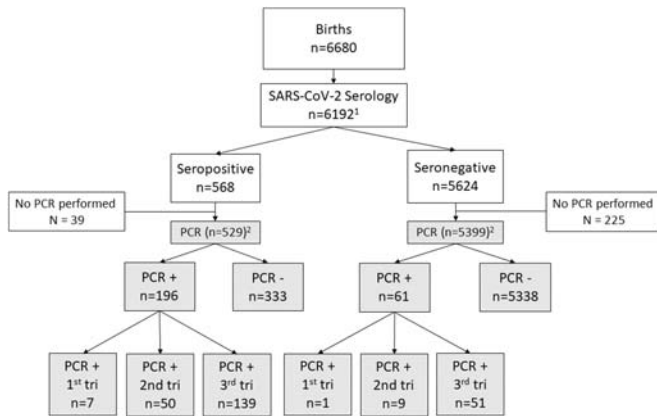 Births
n=6680
SARS-CoV-2 Serology
n=6192¹
Seropositive
n=568
Seronegative
n=5624
No PCR performed
N = 39
No PCR performed
N = 225
PCR (n=529)²
PCR (n=5399)²
PCR +
n=196
PCR -
n=333
PCR +
n=61
PCR -
n=5338
PCR +
1st tri
n=7
PCR +
2nd tri
n=50
PCR +
3rd tri
n=139
PCR +
1st tri
n=1
PCR +
2nd tri
n=9
PCR +
3rd tri
n=51